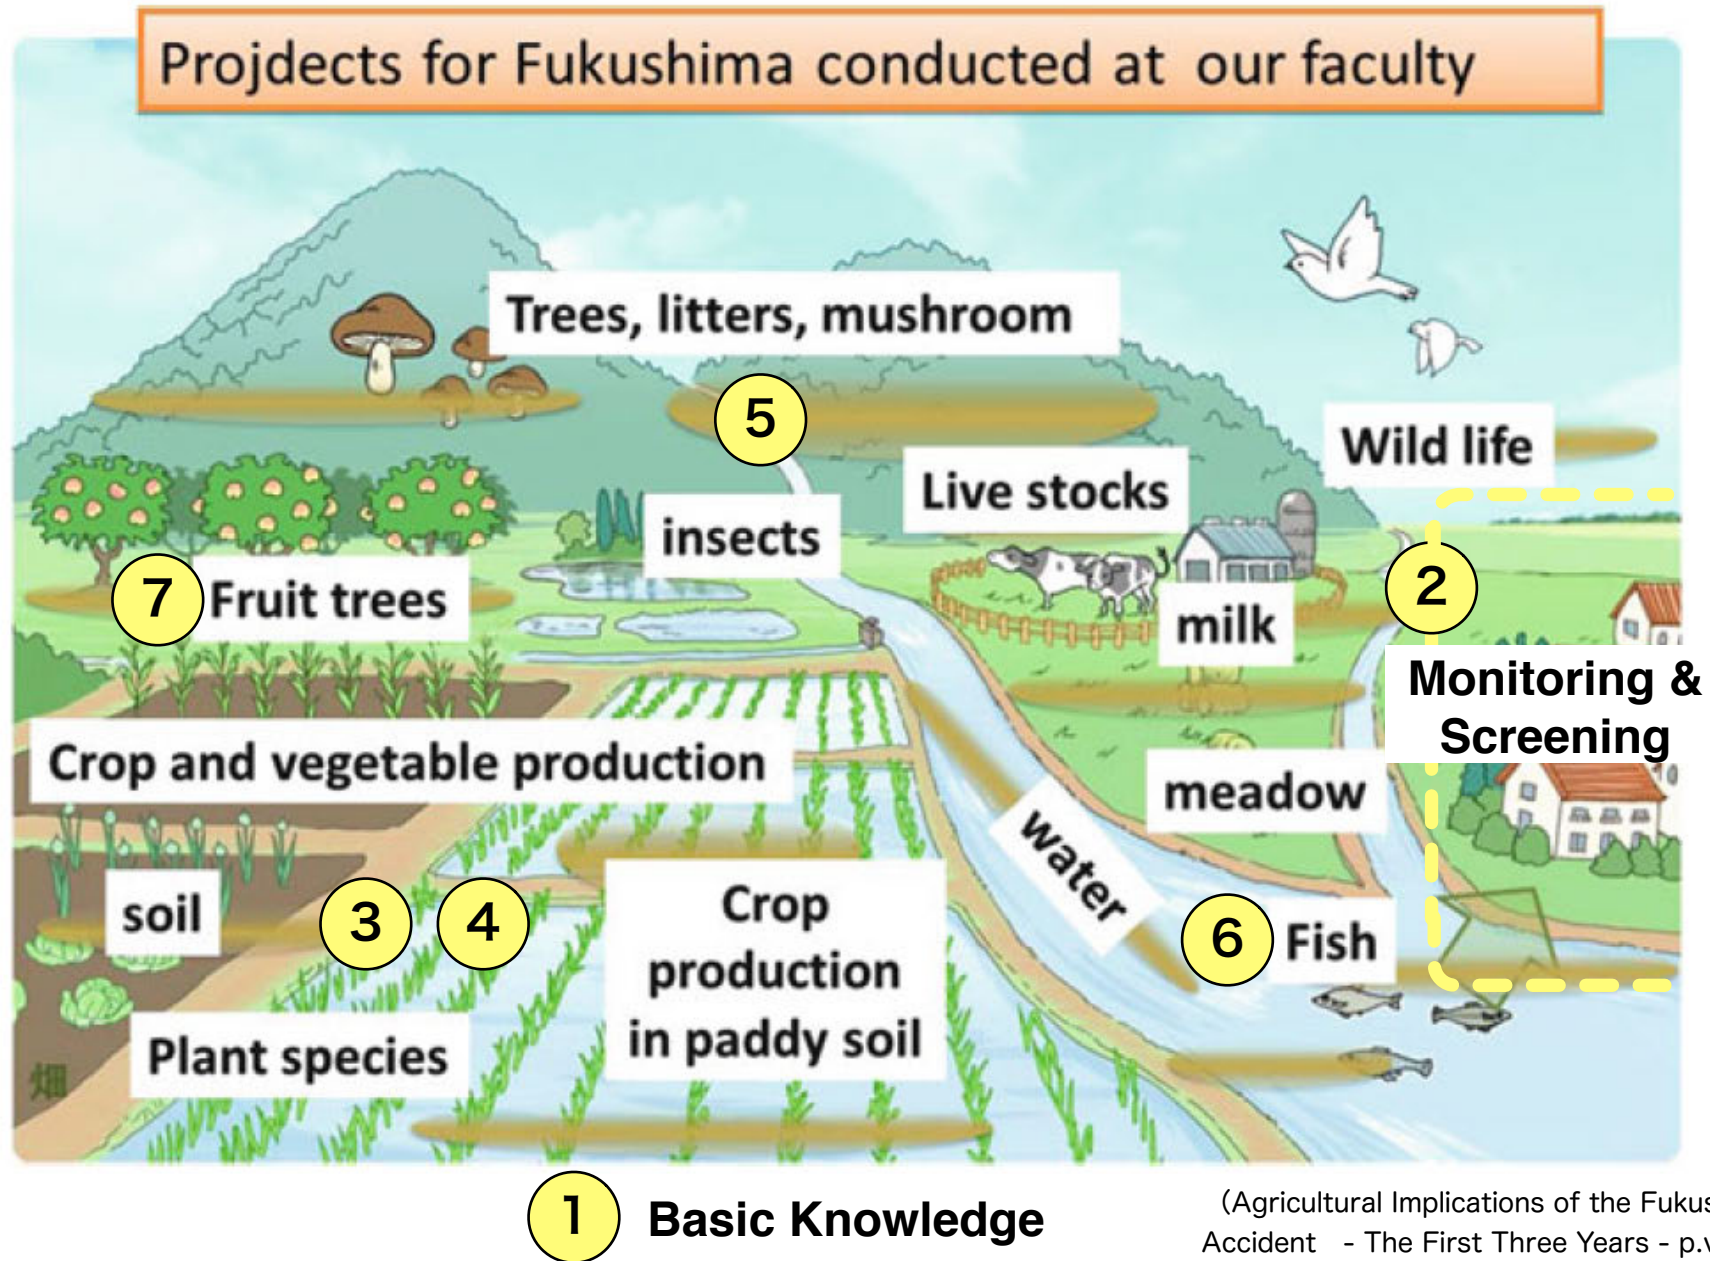 Projdects for Fukushima conducted at our faculty
Trees, litters, mushroom
5
Wild life
Live stocks
insects
2
7 Fruit trees
milk
Monitoring &
Screening
Crop and vegetable production
meadow
water
soil
3 4
Crop
production
in paddy soil
6 Fish
Plant species
畑
1 Basic Knowledge
(Agricultural Implications of the Fukus
Accident - The First Three Years - p.v